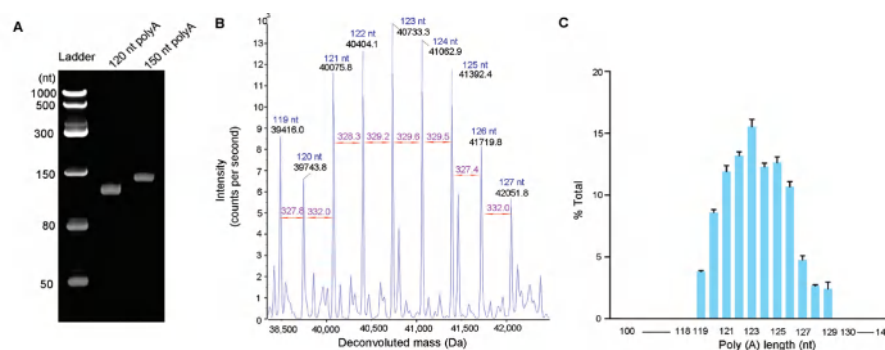 A
Ladder
120 nt polyA
150 nt polyA
(nt)
1000
500
300
150
80
50
B
Intensity
(counts per second)
14
13
12
11
10
9
8
7
6
5
4
3
2
1
0
119 nt
39416.0
120 nt
39743.8
121 nt
40075.8
122 nt
40404.1
123 nt
40733.3
124 nt
41062.9
125 nt
41392.4
126 nt
41719.8
127 nt
42051.8
327.8
332.0
328.3
329.2
329.6
329.5
327.4
332.0
38,500
40,000
40,500
41,000
41,500
42,000
Deconvoluted mass (Da)
C
% Total
20
15
10
5
0
100
118
119
121
123
125
127
129
130
14
Poly (A) length (nt)